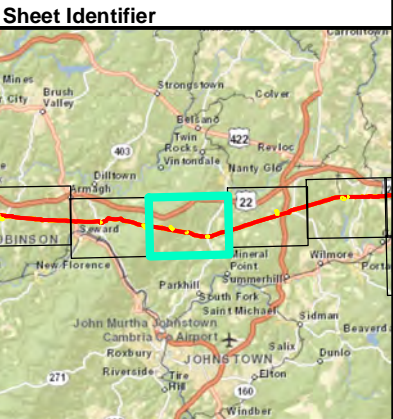 Sheet Identifier
Carrolltown
Mines
Strongstown
Brush
Valley
Colver
r City
Belsano
Twin
Rocks
422
Revloc
403
Vintondale
Nanty Glo
Dilltown
Armagh
22
OBINSON
Seward
Mineral
Point
Wilmore
New Florence
Summerhill
Porta
Parkhill
South Fork
Saint Michael
Sidman
John Murtha Johnstown
Cambria Co Airport
Beaverda
Roxbury
Salix
JOHNSTOWN
Dunlo
Riverside
Tire
Hill
Elton
271
160
Windber